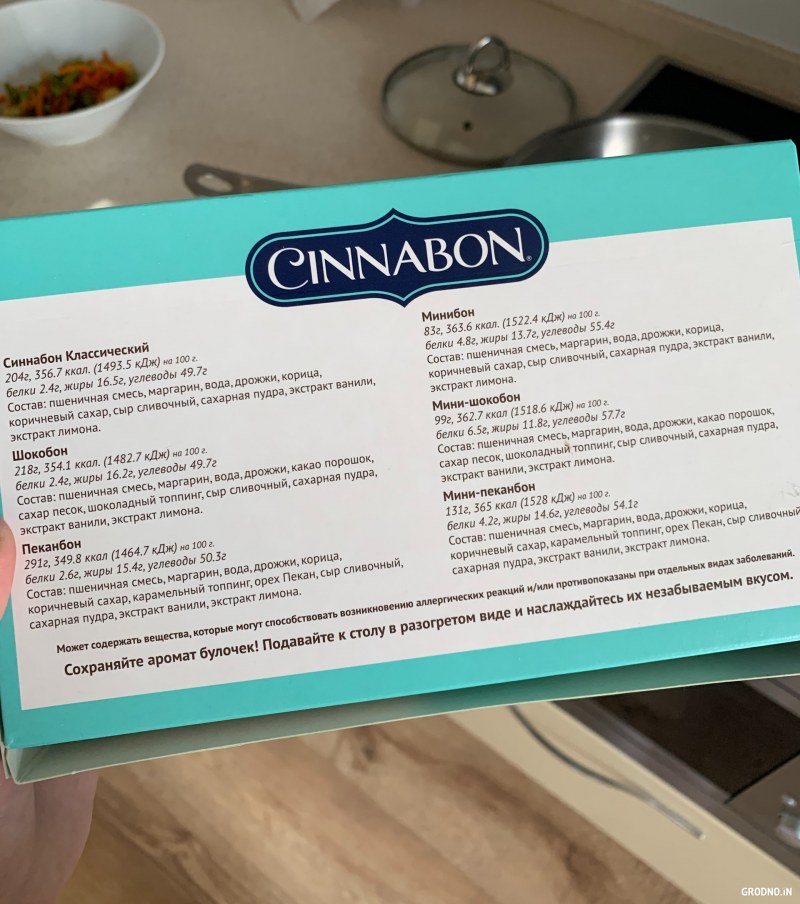 CINNABON
Синнабон Классический
204г, 356.7 ккал. (1493.5 кДж) на 100 г.
белки 2.4г, жиры 16.5г, углеводы 49.7г
Состав: пшеничная смесь, маргарин, вода, дрожжи, корица,
коричневый сахар, сыр сливочный, сахарная пудра, экстракт ванили,
экстракт лимона.
Шокобон
218г, 354.1 ккал. (1482.7 кДж) на 100 г.
белки 2.4г, жиры 16.2г, углеводы 49.7г
Состав: пшеничная смесь, маргарин, вода, дрожжи, какао порошок,
сахар песок, шоколадный топпинг, сыр сливочный, сахарная пудра,
экстракт ванили, экстракт лимона.
Пеканбон
291г, 349.8 ккал (1464.7 кДж) на 100 г.
белки 2.6г, жиры 15.4г, углеводы 50.3г
Состав: пшеничная смесь, маргарин, вода, дрожжи, корица,
коричневый сахар, карамельный топпинг, орех Пекан, сыр сливочный,
сахарная пудра, экстракт ванили, экстракт лимона.
Минибон
83г, 363.6 ккал. (1522.4 кДж) на 100 г.
белки 4.8г, жиры 13.7г, углеводы 55.4г
Состав: пшеничная смесь, маргарин, вода, дрожжи, корица,
коричневый сахар, сыр сливочный, сахарная пудра, экстракт ванили,
экстракт лимона.
Мини-шокобон
99г, 362.7 ккал (1518.6 кДж) на 100 г.
белки 6.5г, жиры 11.8г, углеводы 57.7г
Состав: пшеничная смесь, маргарин, вода, дрожжи, какао порошок,
сахар песок, шоколадный топпинг, сыр сливочный, сахарная пудра,
экстракт ванили, экстракт лимона.
Мини-пеканбон
131г, 365 ккал (1528 кДж) на 100 г.
белки 4.2г, жиры 14.6г, углеводы 54.1г
Состав: пшеничная смесь, маргарин, вода, дрожжи, корица,
коричневый сахар, карамельный топпинг, орех Пекан, сыр сливочный
сахарная пудра, экстракт ванили, экстракт лимона.
Может содержать вещества, которые могут способствовать возникновению аллергических реакций и/или противопоказаны при отдельных видах заболеваний.
Сохраняйте аромат булочек! Подавайте к столу в разогретом виде и наслаждайтесь их незабываемым вкусом.
GRODNO.iN